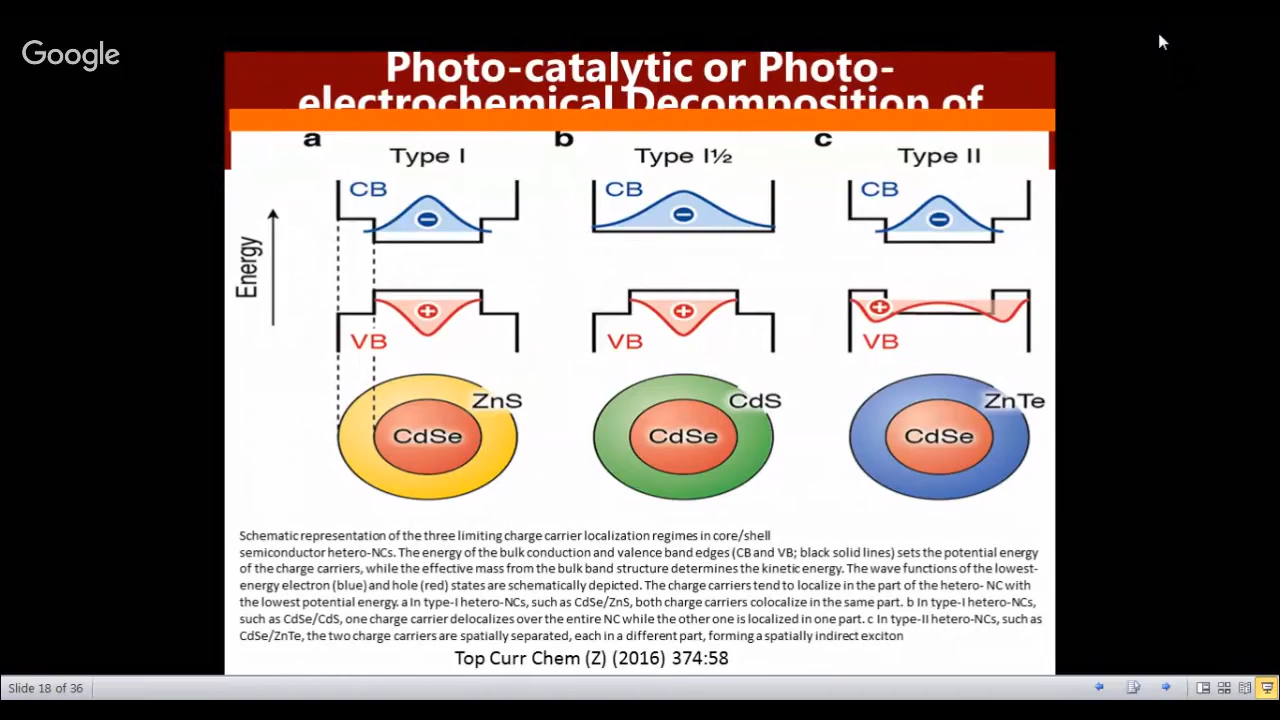 Google
Photo-catalytic or Photo-
electrochemical Decomposition of
a b c
Type I Type I½ Type II
CB CB CB
Energy
VB VB VB
ZnS CdS ZnTe
CdSe CdSe CdSe
Schematic representation of the three limiting charge carrier localization regimes in core/shell
semiconductor hetero-NCs. The energy of the bulk conduction and valence band edges (CB and VB; black solid lines) sets the potential energy
of the charge carriers, while the effective mass from the bulk band structure determines the kinetic energy. The wave functions of the lowest-
energy electron (blue) and hole (red) states are schematically depicted. The charge carriers tend to localize in the part of the hetero- NC with
the lowest potential energy. a In type-I hetero-NCs, such as CdSe/ZnS, both charge carriers colocalize in the same part. b In type-I hetero-NCs,
such as CdSe/CdS, one charge carrier delocalizes over the entire NC while the other one is localized in one part. c In type-II hetero-NCs, such as
CdSe/ZnTe, the two charge carriers are spatially separated, each in a different part, forming a spatially indirect exciton
Top Curr Chem (Z) (2016) 374:58
Slide 18 of 36